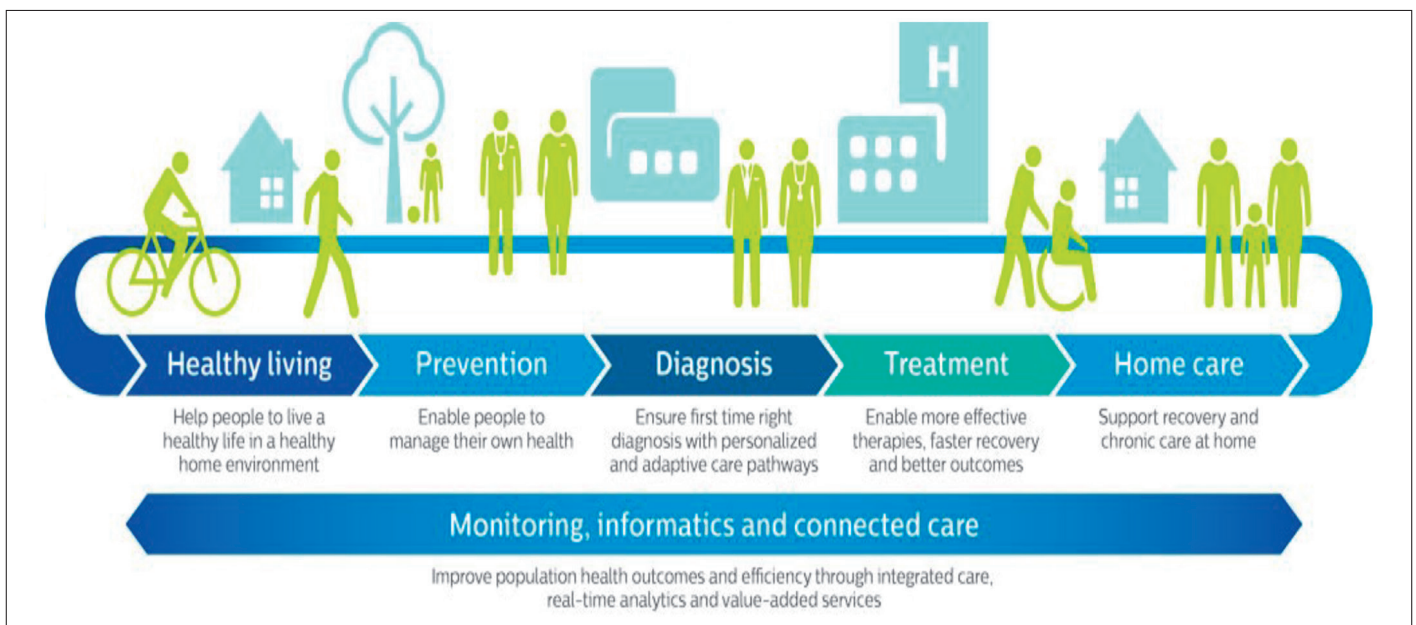 H
Healthy living
Prevention
Diagnosis
Treatment
Home care
Help people to live a
healthy life in a healthy
home environment
Enable people to
manage their own health
Ensure first time right
diagnosis with personalized
and adaptive care pathways
Enable more effective
therapies, faster recovery
and better outcomes
Support recovery and
chronic care at home
Monitoring, informatics and connected care
Improve population health outcomes and efficiency through integrated care,
real-time analytics and value-added services